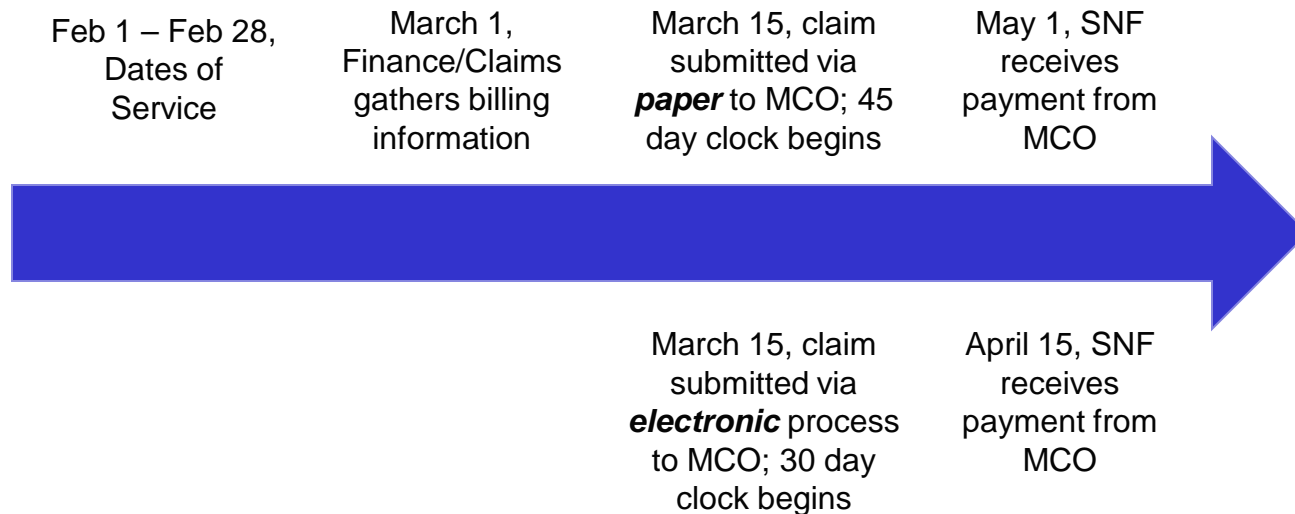 Feb 1 – Feb 28,
Dates of
Service
March 1,
Finance/Claims
gathers billing
information
March 15, claim
submitted via
paper to MCO; 45
day clock begins
May 1, SNF
receives
payment from
MCO
March 15, claim
submitted via
electronic process
to MCO; 30 day
clock begins
April 15, SNF
receives
payment from
MCO